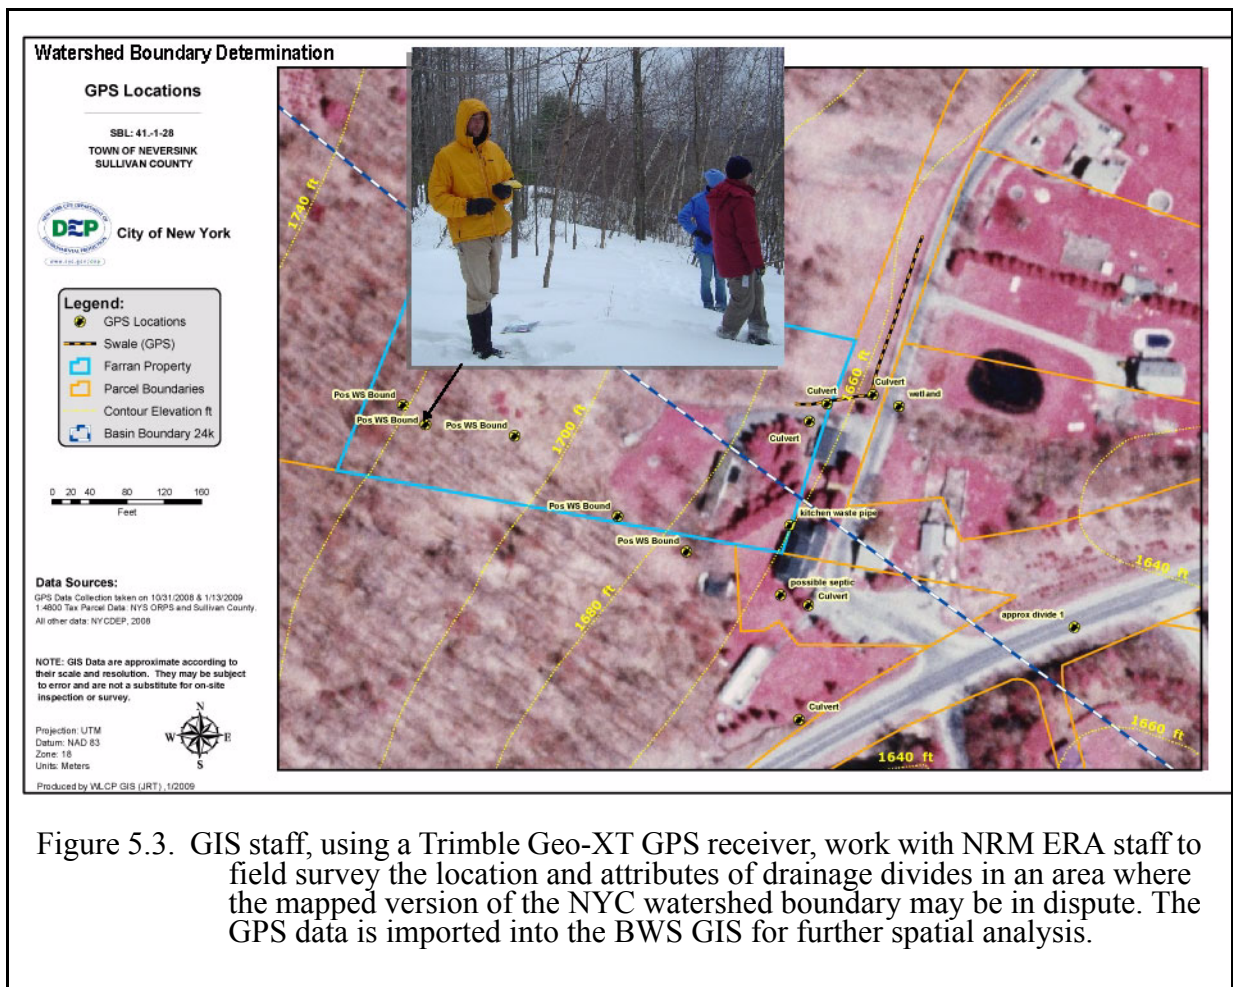 Watershed Boundary Determination
GPS Locations
SBL: 41.-1-28
TOWN OF NEVERSINK
SULLIVAN COUNTY
NEW YORK CITY DEPARTMENT OF
DEP
ENVIRONMENTAL PROTECTION
www.nyc.gov/dep
City of New York
Legend:
GPS Locations
Swale (GPS)
Farran Property
Parcel Boundaries
Contour Elevation ft
Basin Boundary 24k
0 20 40 80 120 160
Feet
Data Sources:
GPS Data Collection taken on 10/31/2008 & 1/13/2009
1:4800 Tax Parcel Data: NYS ORPS and Sullivan County.
All other data: NYCDEP, 2008
NOTE: GIS Data are approximate according to
their scale and resolution. They may be subject
to error and are not a substitute for on-site
inspection or survey.
N
W E
S
Projection: UTM
Datum: NAD 83
Zone: 18
Units: Meters
Produced by WLCP GIS (JRT) ,1/2009
1740 ft
Pos WS Bound
Pos WS Bound
Pos WS Bound
1700 ft
Culvert
1660 ft
Culvert
wetland
Culvert
Pos WS Bound
kitchen waste pipe
Pos WS Bound
1680 ft
possible septic
Culvert
1640 ft
approx divide 1
Culvert
1660 ft
1640 ft
Figure 5.3. GIS staff, using a Trimble Geo-XT GPS receiver, work with NRM ERA staff to
field survey the location and attributes of drainage divides in an area where
the mapped version of the NYC watershed boundary may be in dispute. The
GPS data is imported into the BWS GIS for further spatial analysis.